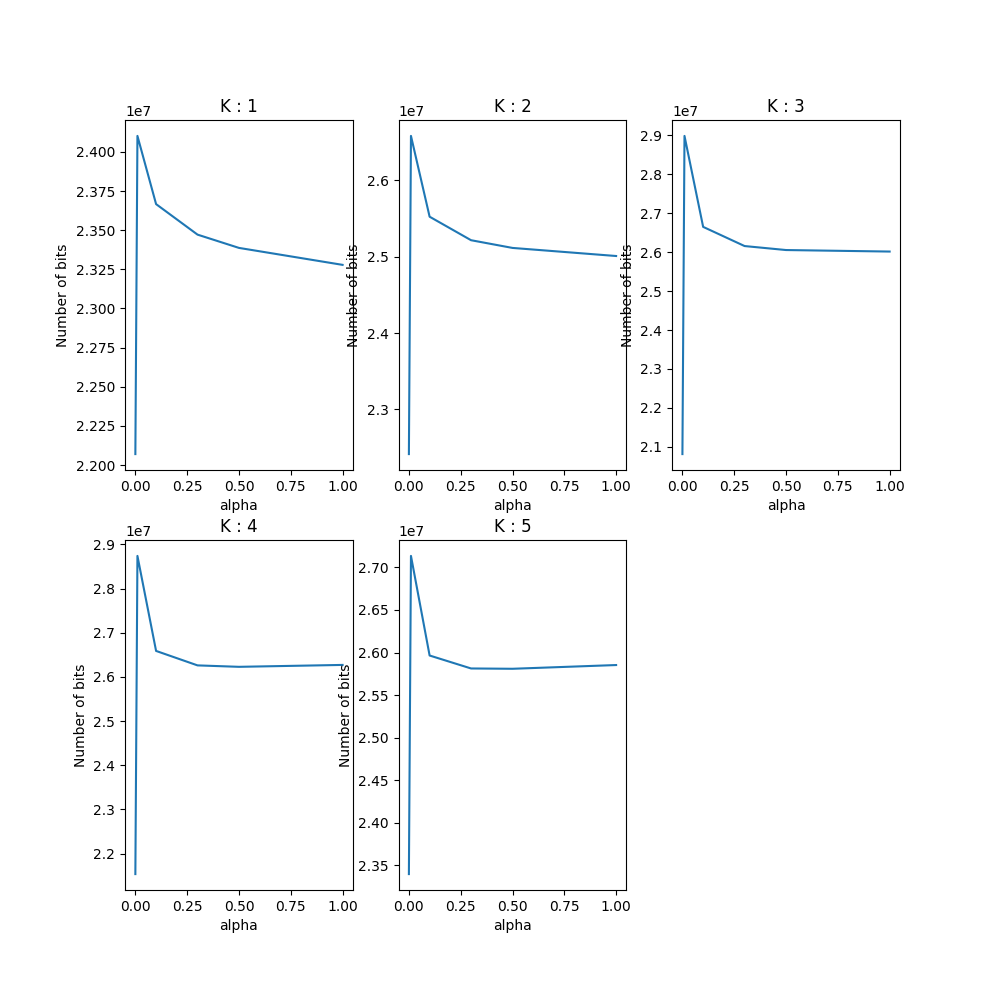 K : 1
1e7
2.400
2.375
2.350
2.325
2.300
2.275
2.250
2.225
2.200
Number of bits
0.00 0.25 0.50 0.75 1.00
alpha
K : 2
1e7
2.6
2.5
2.4
2.3
Number of bits
0.00 0.25 0.50 0.75 1.00
alpha
K : 3
1e7
2.9
2.8
2.7
2.6
2.5
2.4
2.3
2.2
2.1
Number of bits
0.00 0.25 0.50 0.75 1.00
alpha
K : 4
1e7
2.9
2.8
2.7
2.6
2.5
2.4
2.3
2.2
Number of bits
0.00 0.25 0.50 0.75 1.00
alpha
K : 5
1e7
2.70
2.65
2.60
2.55
2.50
2.45
2.40
2.35
Number of bits
0.00 0.25 0.50 0.75 1.00
alpha